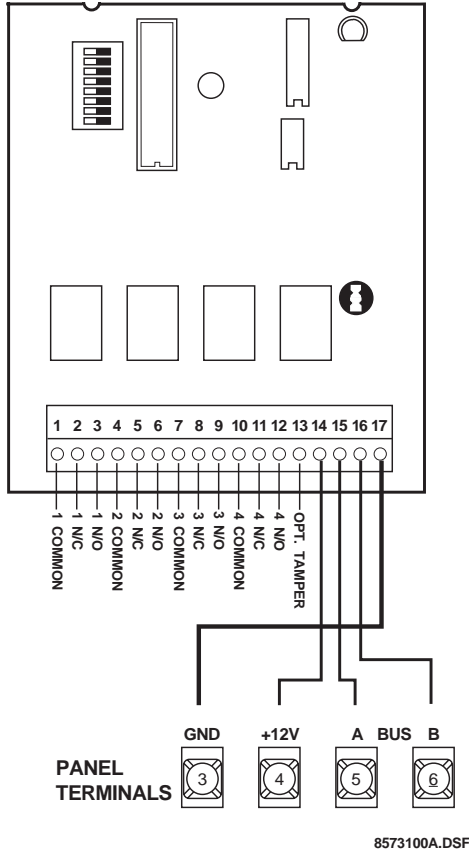 1 2 3 4 5 6 7 8 9 10 11 12 13 14 15 16 17
1 COMMON
1 N/C
1 N/O
2 COMMON
2 N/C
2 N/O
3 COMMON
3 N/C
3 N/O
4 COMMON
4 N/C
4 N/O
OPT. TAMPER
GND +12V A BUS B
PANEL
TERMINALS
3 4 5 6
8573100A.DSF